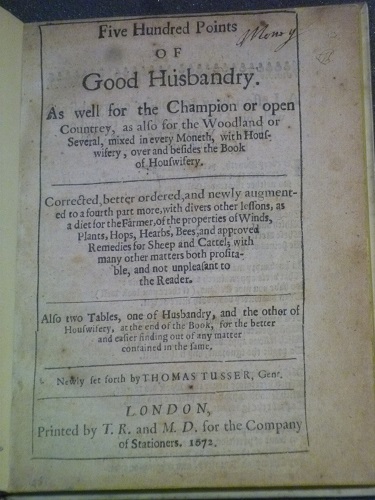 Five Hundred Points
OF
Good Husbandry.
As well for the Champion or open
Countrey, as also for the Woodland or
Several, mixed in every Moneth, with Houſ-
wifery, over and beſides the Book
of Houſwifery.
Corrected, better ordered, and newly augment-
ed to a fourth part more, with divers other leſſons, as
a diet for the Farmer, of the properties of Winds,
Plants, Hops, Hearbs, Bees, and approved
Remedies for Sheep and Cattel, with
many other matters both profita-
ble, and not unpleaſant to
the Reader.
Alſo two Tables, one of Husbandry, and the other of
Houſwifery, at the end of the Book, for the better
and eaſier finding out of any matter
contained in the ſame.
Newly ſet forth by THOMAS TUSSER, Gent.
LONDON,
Printed by T. R. and M. D. for the Company
of Stationers. 1672.